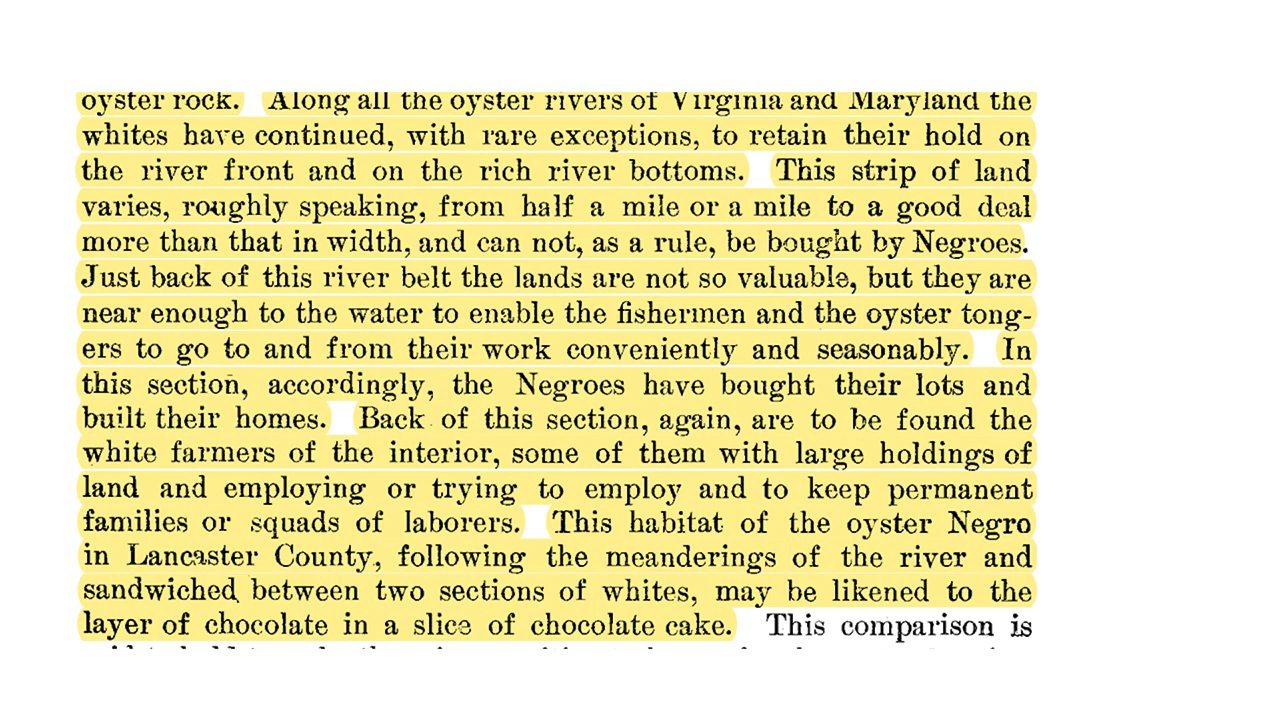 oyster rock. Along all the oyster rivers of Virginia and Maryland the
whites have continued, with rare exceptions, to retain their hold on
the river front and on the rich river bottoms. This strip of land
varies, roughly speaking, from half a mile or a mile to a good deal
more than that in width, and can not, as a rule, be bought by Negroes.
Just back of this river belt the lands are not so valuable, but they are
near enough to the water to enable the fishermen and the oyster tong-
ers to go to and from their work conveniently and seasonably. In
this section, accordingly, the Negroes have bought their lots and
built their homes. Back of this section, again, are to be found the
white farmers of the interior, some of them with large holdings of
land and employing or trying to employ and to keep permanent
families or squads of laborers. This habitat of the oyster Negro
in Lancaster County, following the meanderings of the river and
sandwiched between two sections of whites, may be likened to the
layer of chocolate in a slice of chocolate cake. This comparison is